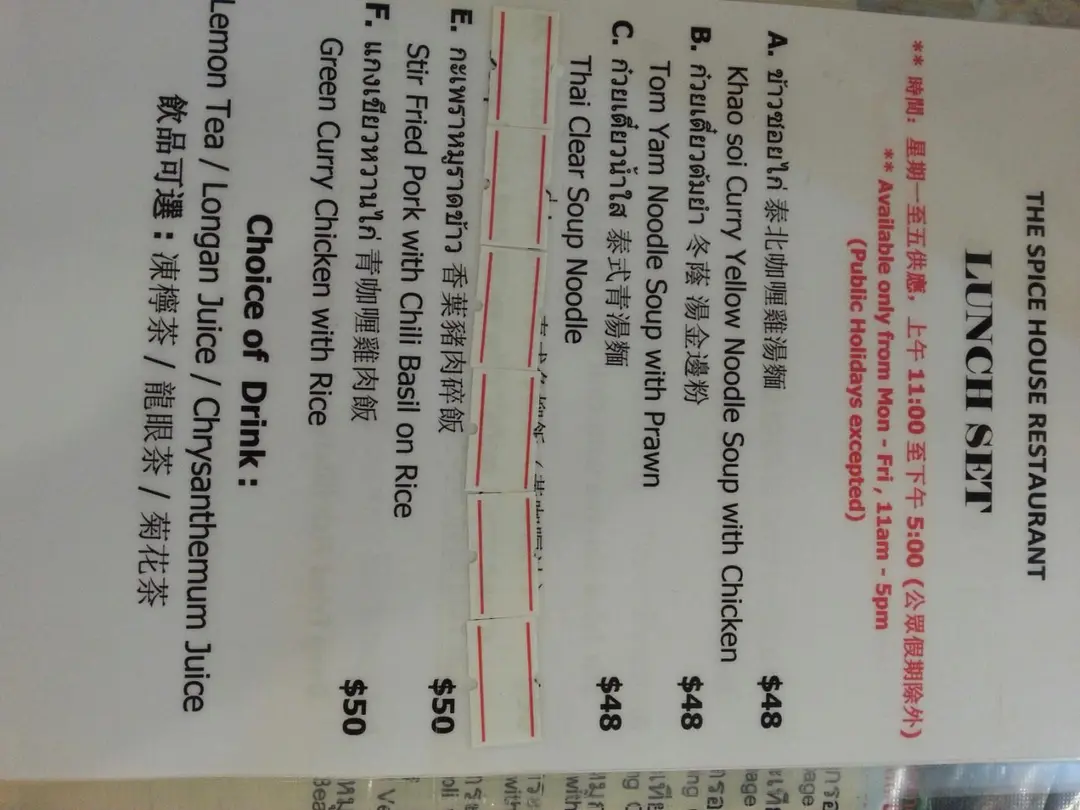 THE SPICE HOUSE RESTAURANT
LUNCH SET
** 時間: 星期一至五供應, 上午 11:00 至下午 5:00 (公眾假期除外)
** Available only from Mon - Fri , 11am - 5pm
(Public Holidays excepted)
A. ข้าวซอยไก่ 泰北咖喱雞湯麵 $48
Khao soi Curry Yellow Noodle Soup with Chicken
B. ก๋วยเตี๋ยวต้มยำ 冬蔭 湯金邊粉 $48
Tom Yam Noodle Soup with Prawn
C. ก๋วยเตี๋ยวน้ำใส 泰式青湯麵 $48
Thai Clear Soup Noodle
E. กะเพราหมูราดข้าว 香葉豬肉碎飯 $50
Stir Fried Pork with Chili Basil on Rice
F. แกงเขียวหวานไก่ 青咖喱雞肉飯 $50
Green Curry Chicken with Rice
Choice of Drink :
Lemon Tea / Longan Juice / Chrysanthemum Juice
飲品可選 : 凍檸茶 / 龍眼茶 / 菊花茶